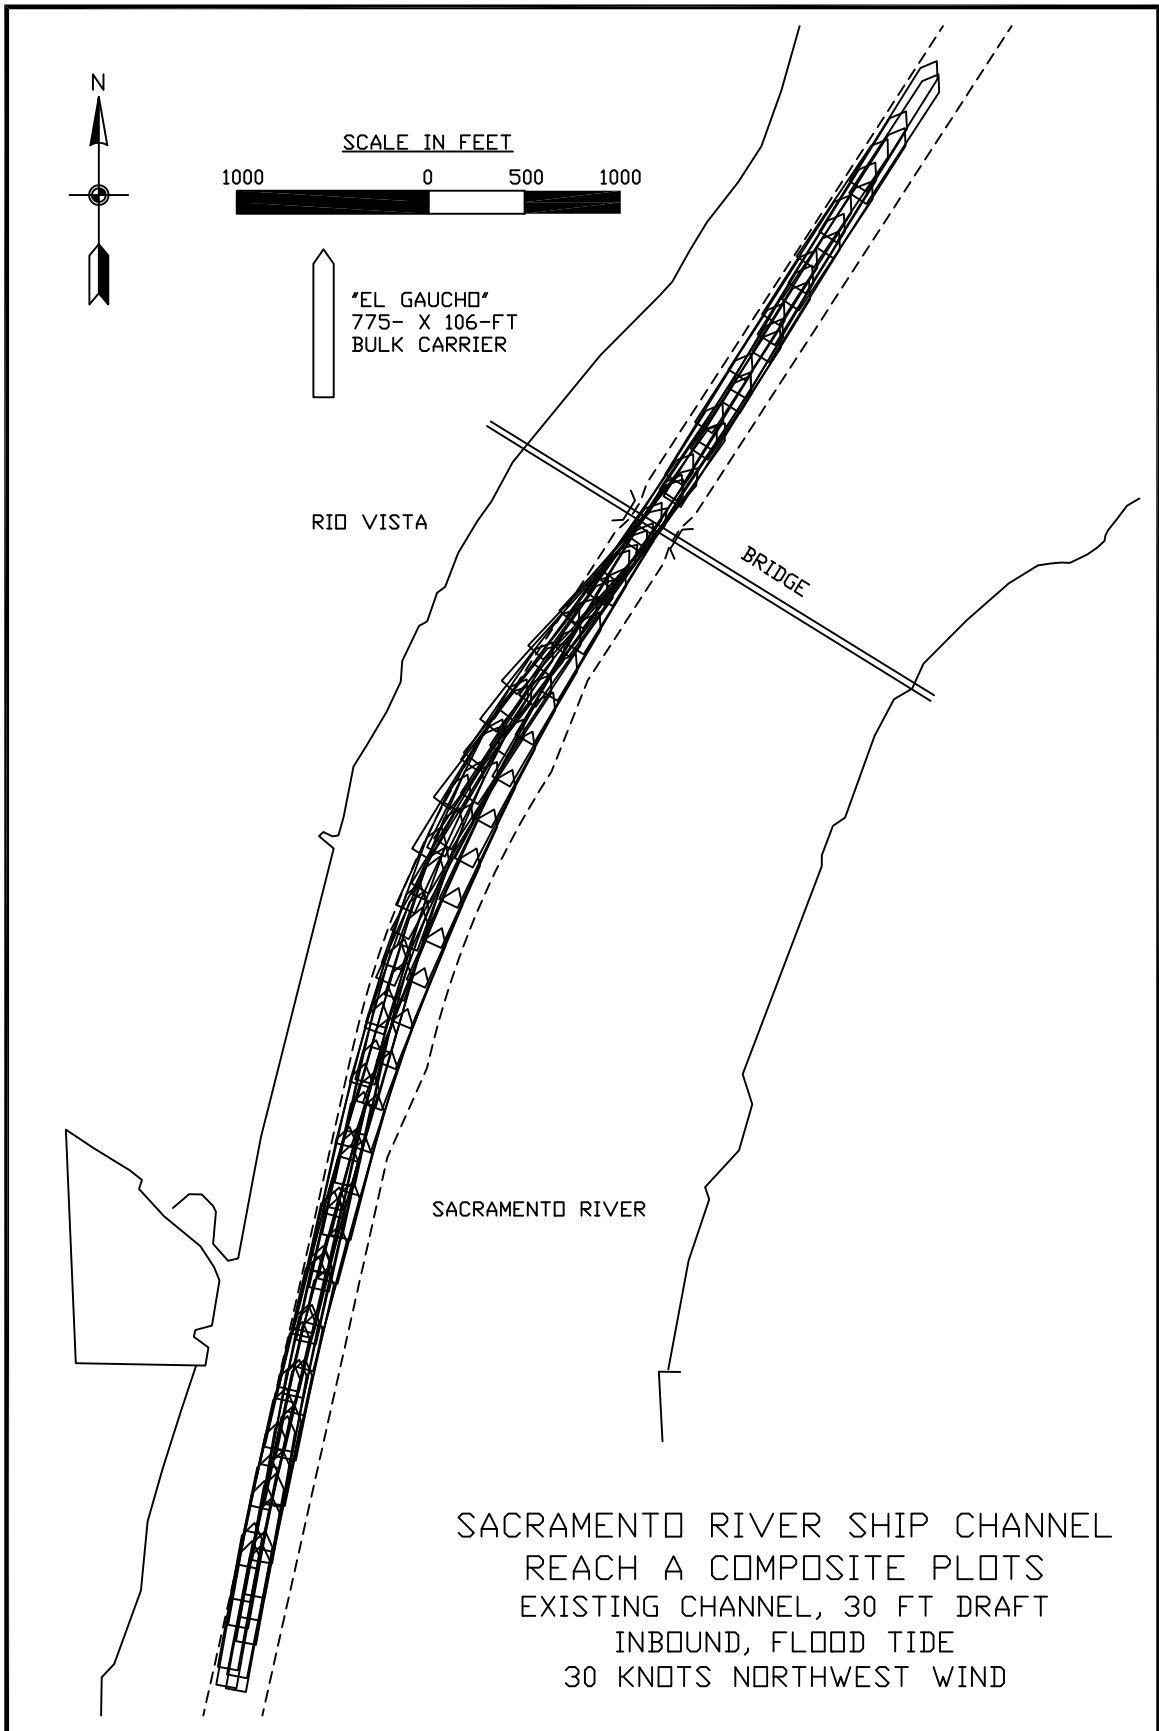 N
SCALE IN FEET
1000 0 500 1000
"EL GAUCHO"
775- X 106-FT
BULK CARRIER
RIO VISTA
BRIDGE
SACRAMENTO RIVER
SACRAMENTO RIVER SHIP CHANNEL
REACH A COMPOSITE PLOTS
EXISTING CHANNEL, 30 FT DRAFT
INBOUND, FLOOD TIDE
30 KNOTS NORTHWEST WIND